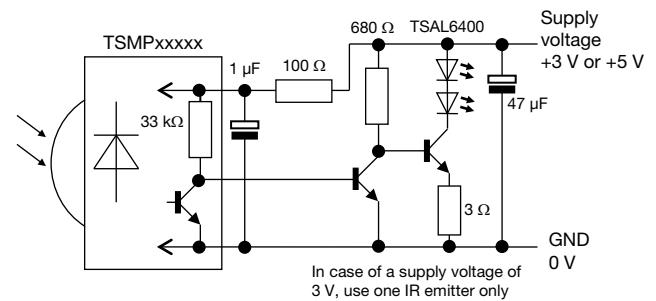 TSMPxxxxx
680 Ω
TSAL6400
Supply
voltage
+3 V or +5 V
1 µF
100 Ω
33 kΩ
47 µF
3 Ω
GND
0 V
In case of a supply voltage of
3 V, use one IR emitter only